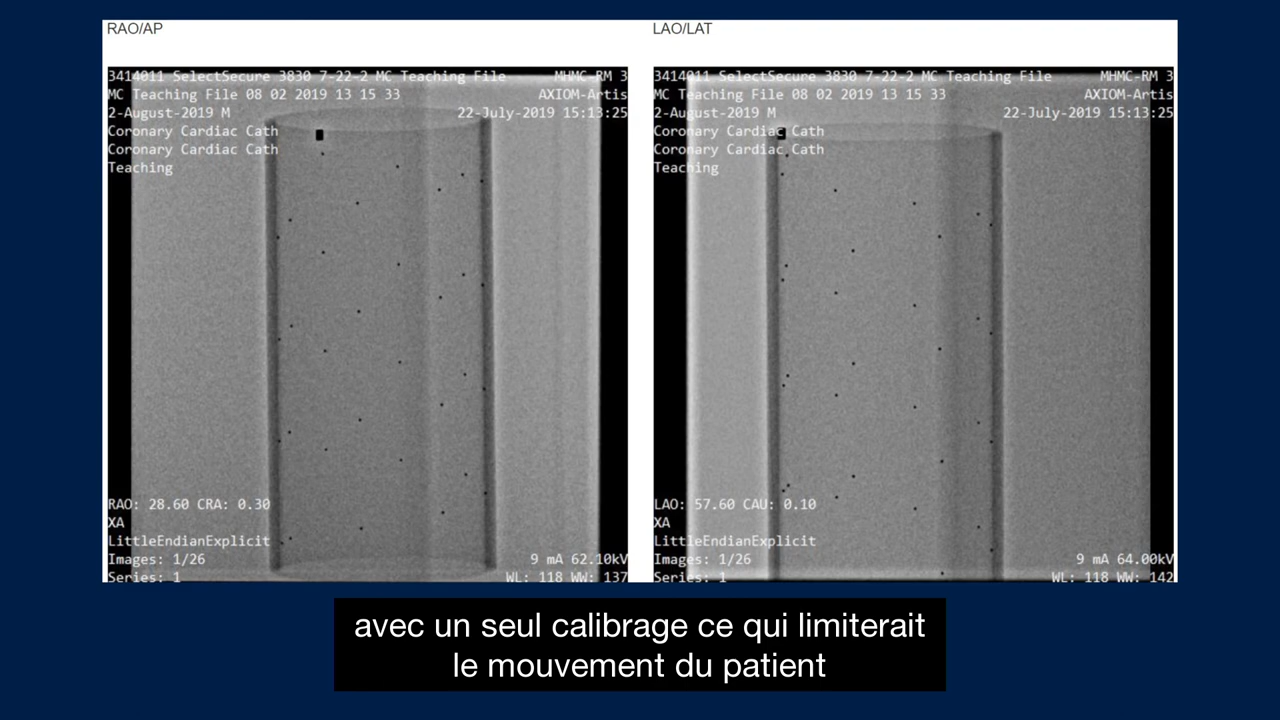 RAO/AP
3414011 SelectSecure 3830 7-22-2 MC Teaching File MHMC-RM 3
MC Teaching File 08 02 2019 13 15 33 AXIOM-Artis
2-August-2019 M 22-July-2019 15:13:25
Coronary Cardiac Cath
Coronary Cardiac Cath
Teaching
RAO: 28.60 CRA: 0.30
XA
LittleEndianExplicit
Images: 1/26 9 mA 62.10kV
Series: 1 WL: 118 WW: 137
LAO/LAT
3414011 SelectSecure 3830 7-22-2 MC Teaching File MHMC-RM 3
MC Teaching File 08 02 2019 13 15 33 AXIOM-Artis
2-August-2019 M 22-July-2019 15:13:25
Coronary Cardiac Cath
Coronary Cardiac Cath
Teaching
LAO: 57.60 CAU: 0.10
XA
LittleEndianExplicit
Images: 1/26 9 mA 64.00kV
Series: 1 WL: 118 WW: 142
avec un seul calibrage ce qui limiterait
le mouvement du patient